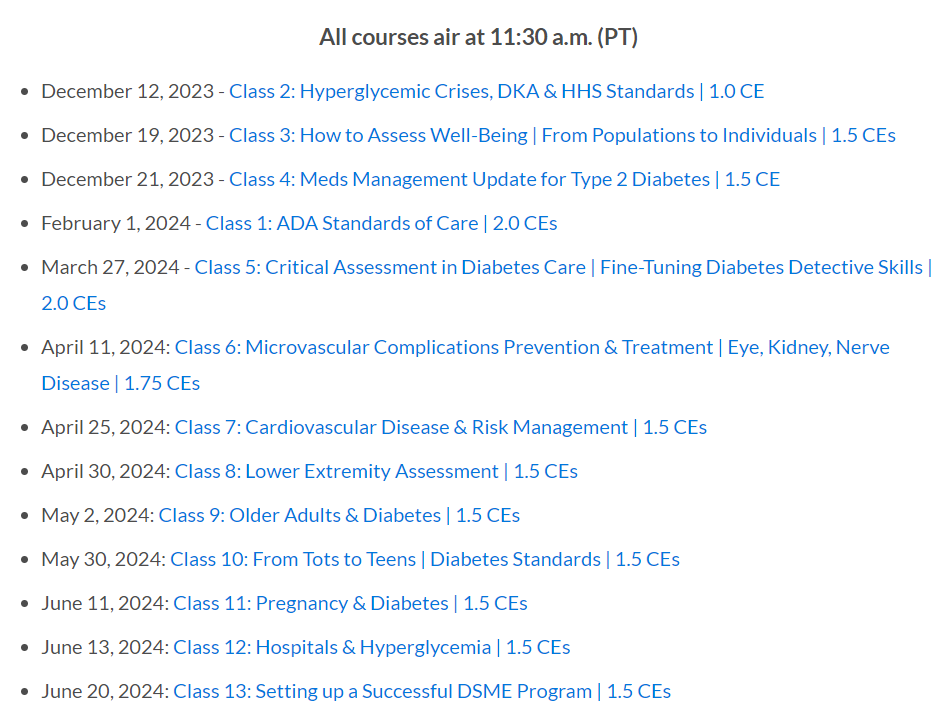 All courses air at 11:30 a.m. (PT)
December 12, 2023 - Class 2: Hyperglycemic Crises, DKA & HHS Standards | 1.0 CE
December 19, 2023 - Class 3: How to Assess Well-Being | From Populations to Individuals | 1.5 CEs
December 21, 2023 - Class 4: Meds Management Update for Type 2 Diabetes | 1.5 CE
February 1, 2024 - Class 1: ADA Standards of Care | 2.0 CEs
March 27, 2024 - Class 5: Critical Assessment in Diabetes Care | Fine-Tuning Diabetes Detective Skills |
2.0 CEs
April 11, 2024: Class 6: Microvascular Complications Prevention & Treatment | Eye, Kidney, Nerve
Disease | 1.75 CEs
April 25, 2024: Class 7: Cardiovascular Disease & Risk Management | 1.5 CEs
April 30, 2024: Class 8: Lower Extremity Assessment | 1.5 CEs
May 2, 2024: Class 9: Older Adults & Diabetes | 1.5 CEs
May 30, 2024: Class 10: From Tots to Teens | Diabetes Standards | 1.5 CEs
June 11, 2024: Class 11: Pregnancy & Diabetes | 1.5 CEs
June 13, 2024: Class 12: Hospitals & Hyperglycemia | 1.5 CEs
June 20, 2024: Class 13: Setting up a Successful DSME Program | 1.5 CEs